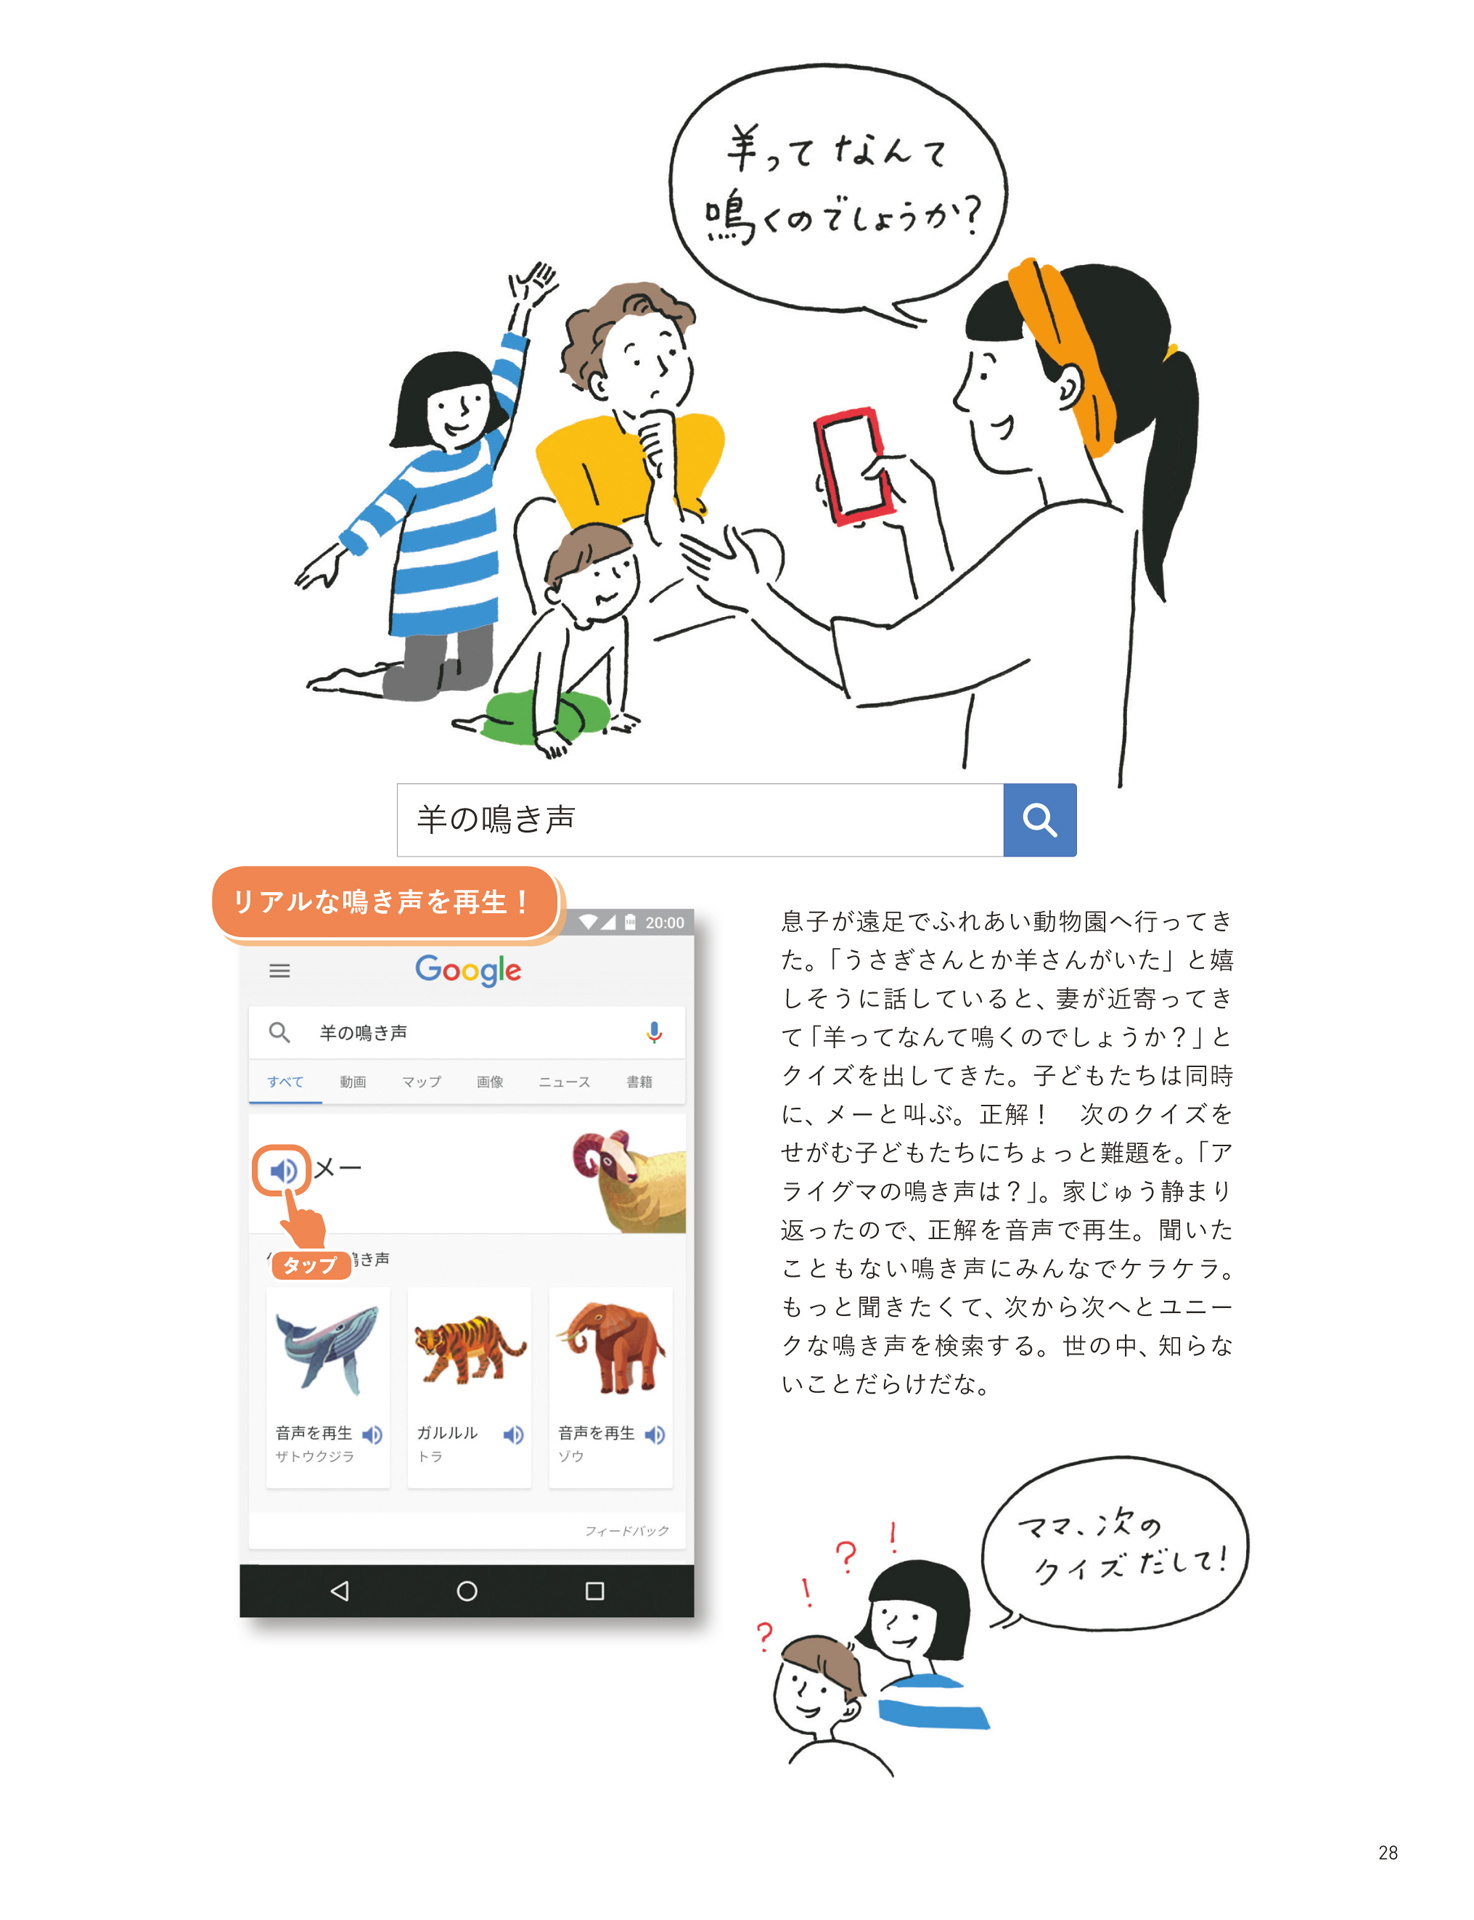 羊ってなんて
鳴くのでしょうか?
羊の鳴き声
リアルな鳴き声を再生！
20:00
Google
羊の鳴き声
すべて 動画 マップ 画像 ニュース 書籍
メー
タップ
鳴き声
音声を再生
ザトウクジラ
ガルルル
トラ
音声を再生
ゾウ
フィードバック
息子が遠足でふれあい動物園へ行ってき
た。「うさぎさんとか羊さんがいた」と嬉
しそうに話していると、妻が近寄ってき
て「羊ってなんて鳴くのでしょうか？」と
クイズを出してきた。子どもたちは同時
に、メーと叫ぶ。正解！　次のクイズを
せがむ子どもたちにちょっと難題を。「ア
ライグマの鳴き声は？」。家じゅう静まり
返ったので、正解を音声で再生。聞いた
こともない鳴き声にみんなでケラケラ。
もっと聞きたくて、次から次へとユニー
クな鳴き声を検索する。世の中、知らな
いことだらけだな。
ママ、次の
クイズだして!
? ! ? !
28